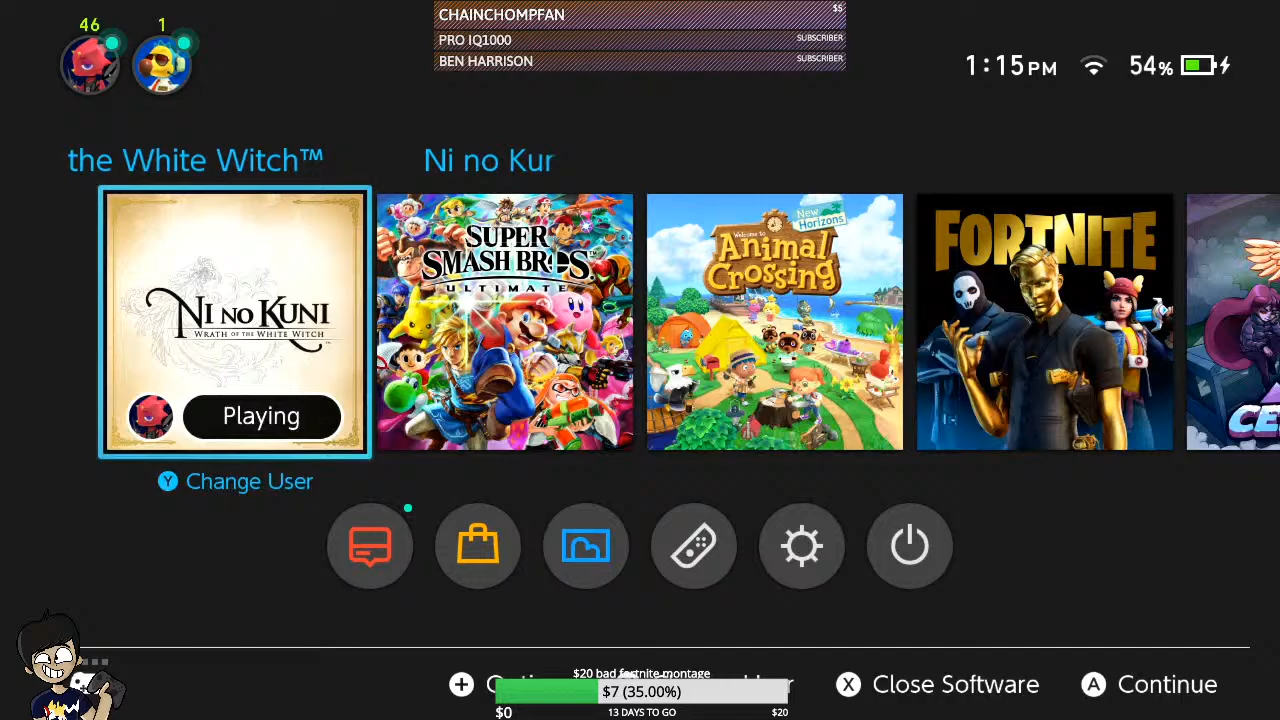 46
1
CHAINCHOMPFAN
$5
PRO IQ1000
SUBSCRIBER
BEN HARRISON
SUBSCRIBER
1:15PM
54%
the White Witch™ Ni no Kur
NI NO KUNI
WRATH OF THE WHITE WITCH
Playing
SUPER
SMASH BROS.
ULTIMATE
New
Horizons
Welcome to
Animal
Crossing
FORTNITE
CE
Y Change User
$20 bad fortnite montage
+
$7 (35.00%)
X Close Software
A Continue
$0
13 DAYS TO GO
$20